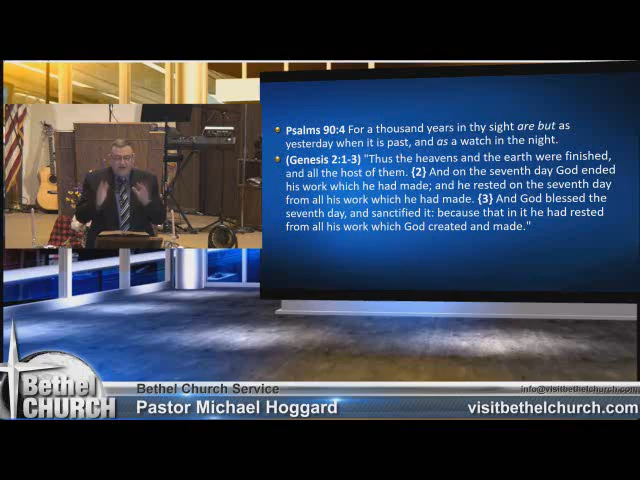 Psalms 90:4 For a thousand years in thy sight are but as
yesterday when it is past, and as a watch in the night.
(Genesis 2:1-3) "Thus the heavens and the earth were finished,
and all the host of them. {2} And on the seventh day God ended
his work which he had made; and he rested on the seventh day
from all his work which he had made. {3} And God blessed the
seventh day, and sanctified it: because that in it he had rested
from all his work which God created and made."
Bethel
CHURCH
Bethel Church Service
info@visitbethelchurch.com
Pastor Michael Hoggard
visitbethelchurch.com